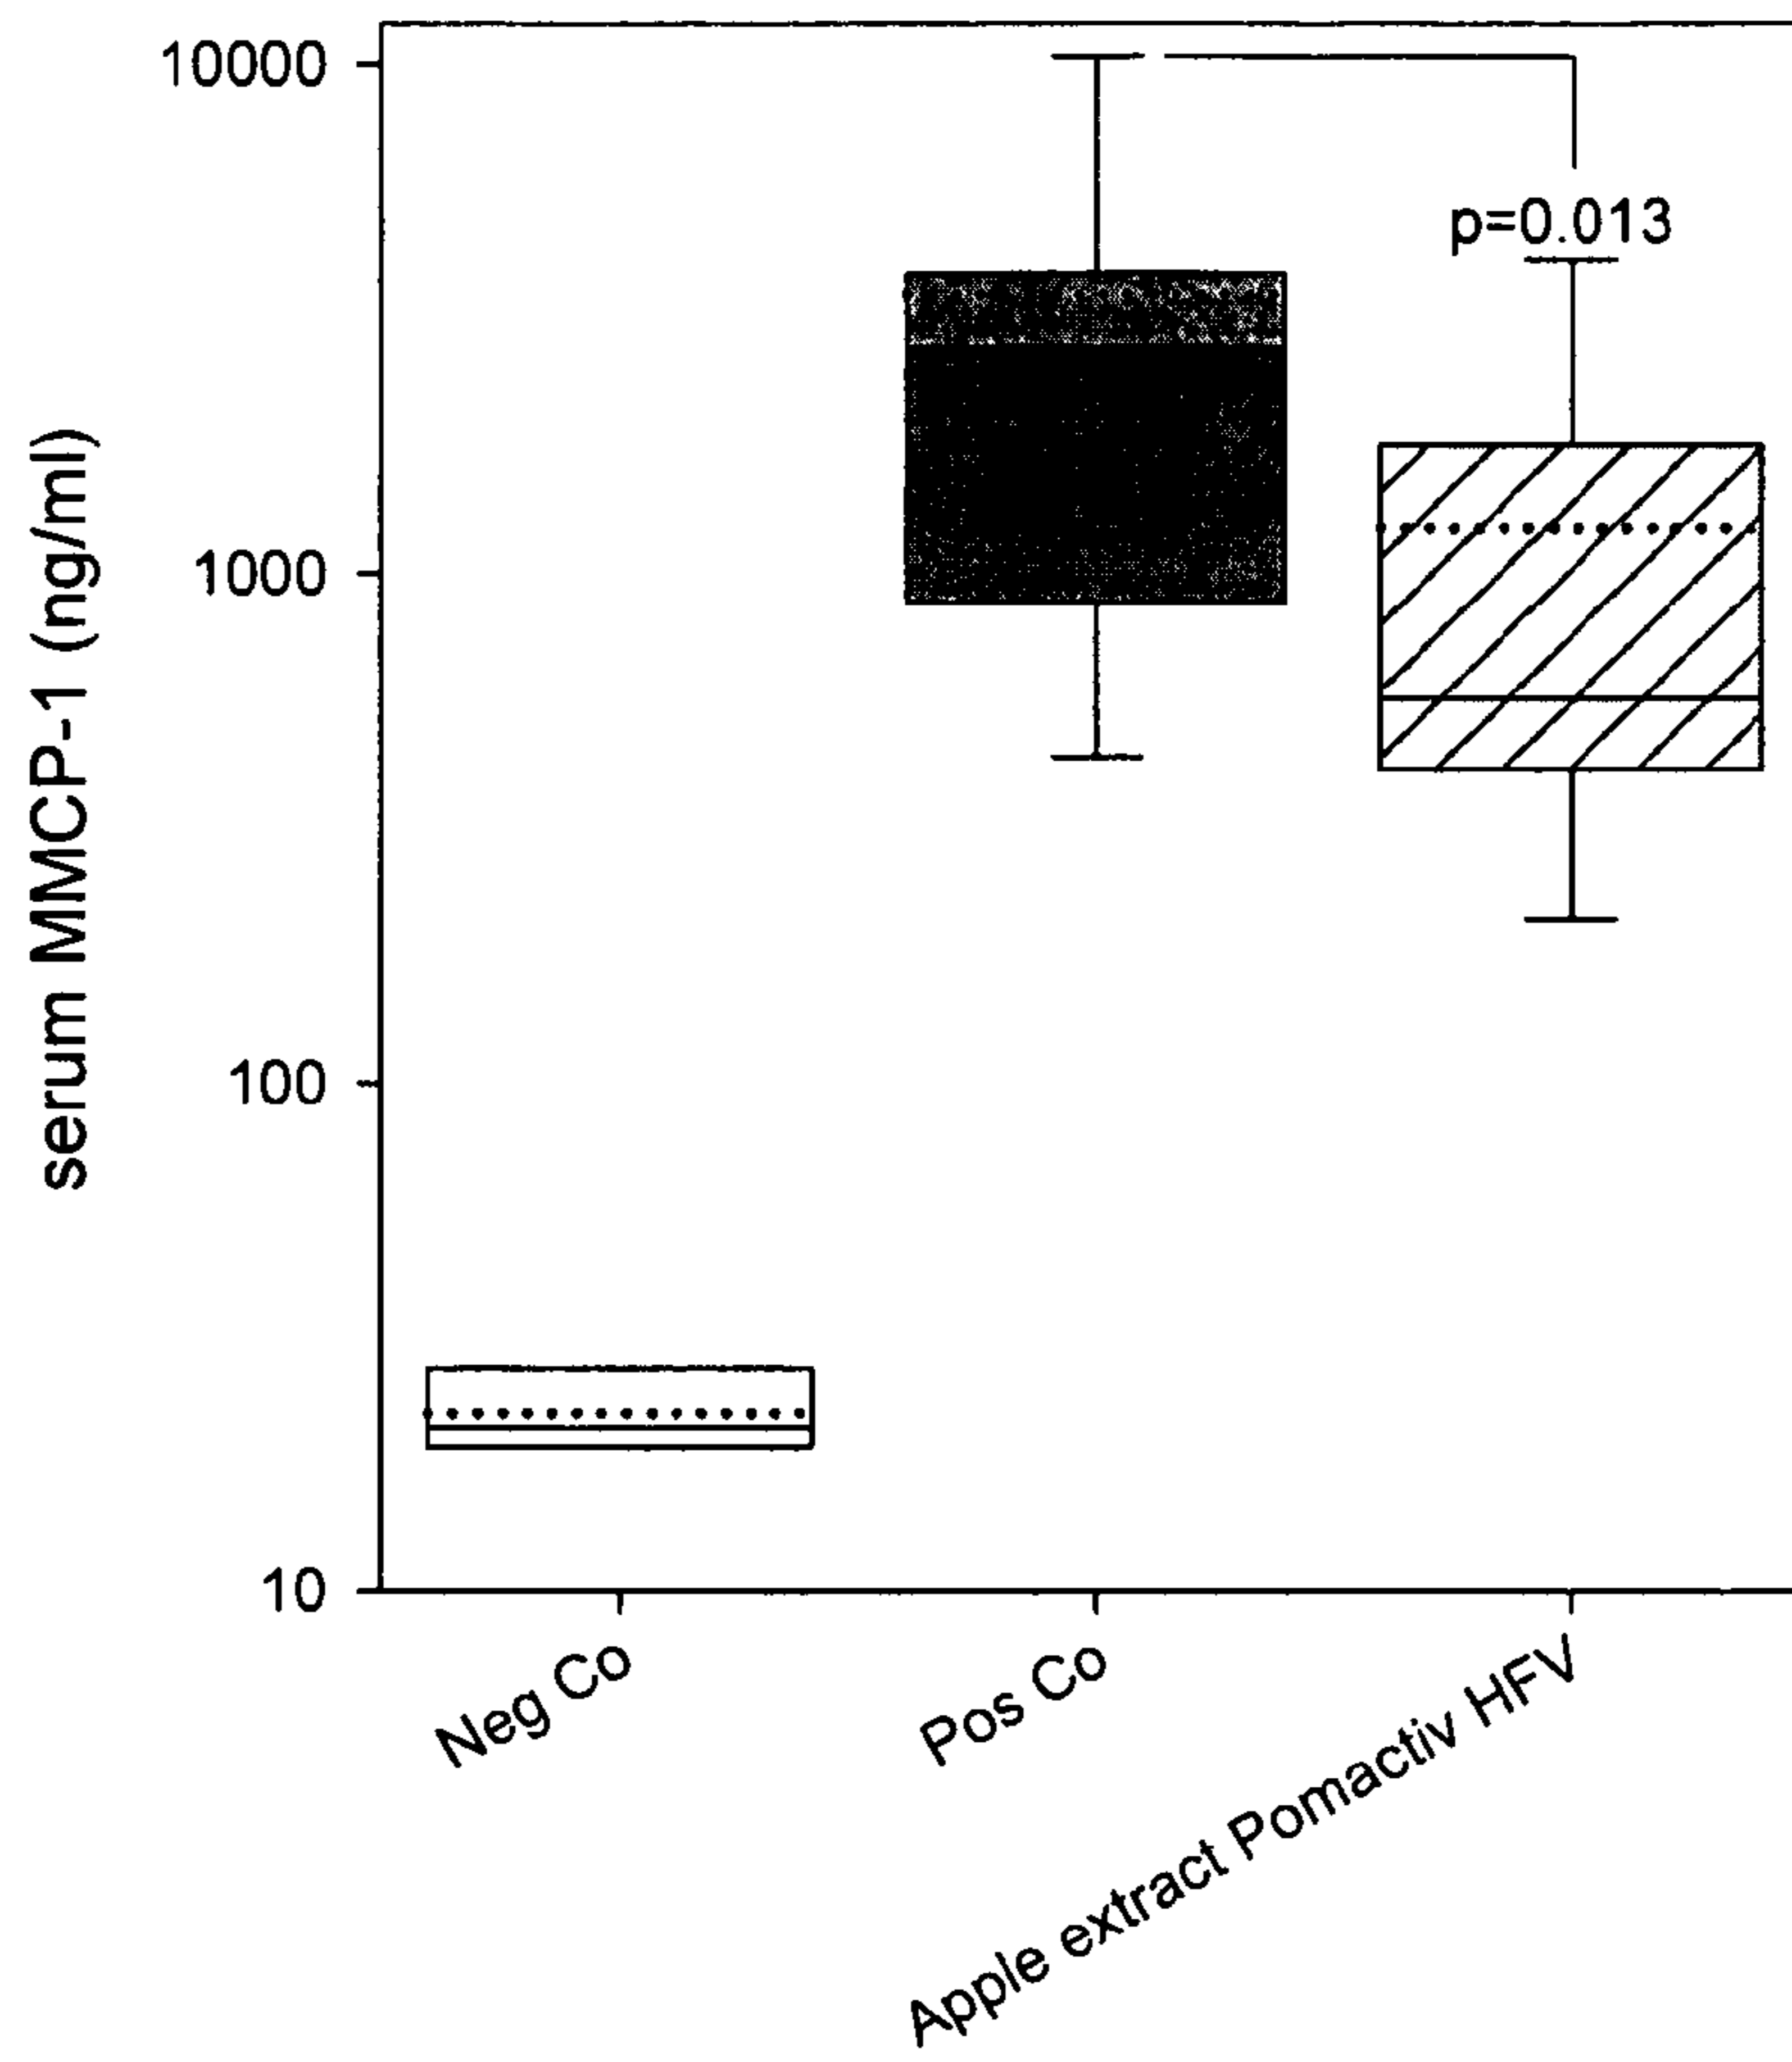 10000
p=0.013
1000
serum MMCP-1 (ng/ml)
100
10
Neg Co
Pos Co
Apple extract Pomactiv HFV